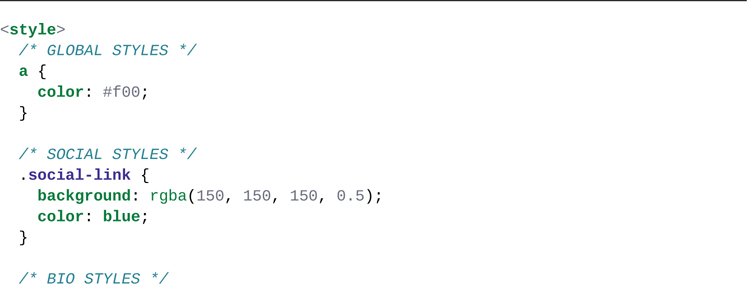 <style>
  /* GLOBAL STYLES */
  a {
    color: #f00;
  }

  /* SOCIAL STYLES */
  .social-link {
    background: rgba(150, 150, 150, 0.5);
    color: blue;
  }

  /* BIO STYLES */